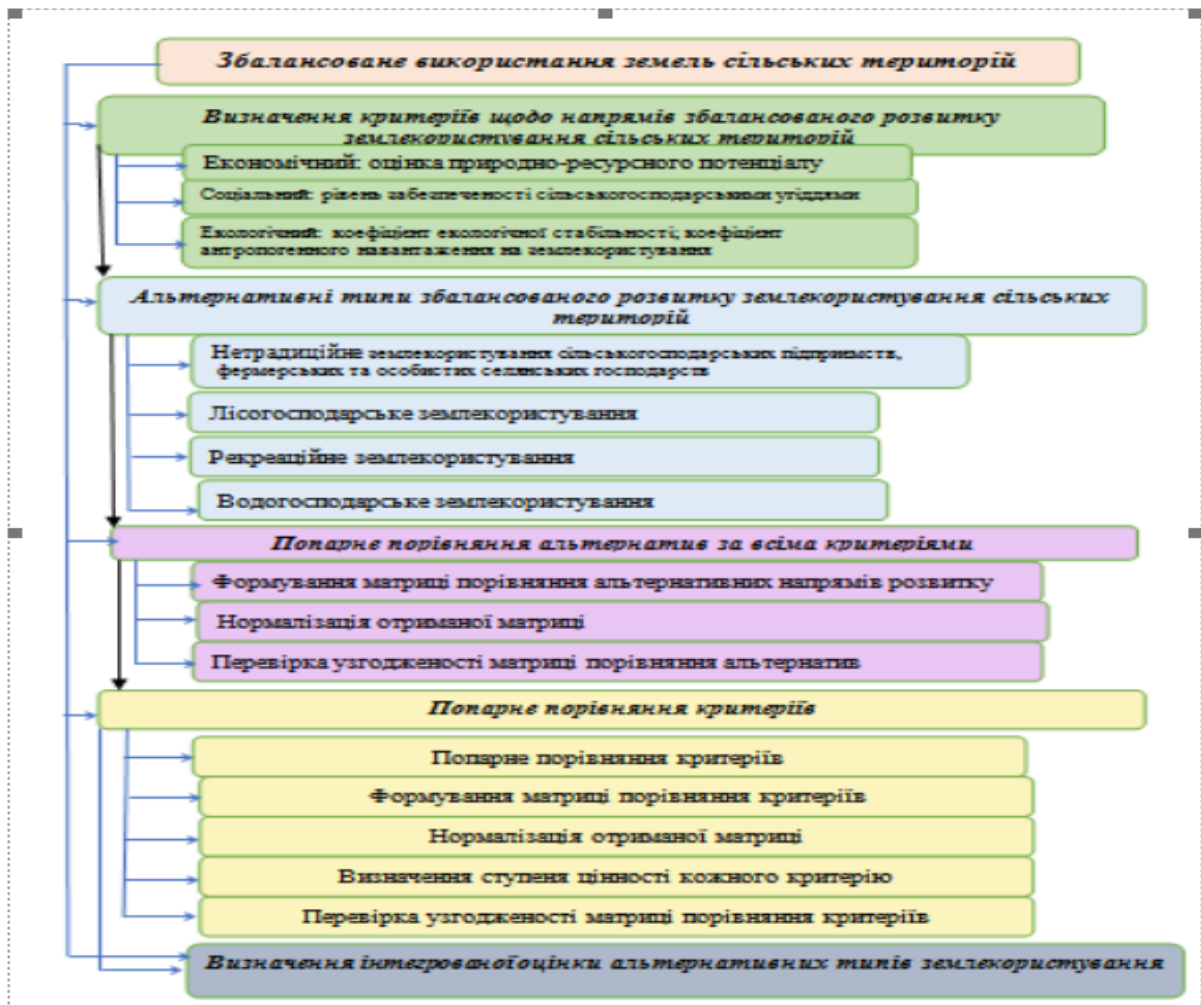 Збалансоване використання земель сільських територій
Визначення критеріїв щодо напрямів збалансованого розвитку
землекористування сільських територій
Економічний: оцінка природно-ресурсного потенціалу
Соціальний: рівень забезпеченості сільськогосподарськими угіддями
Екологічний: коефіцієнт екологічної стабільності; коефіцієнт
антропогенного навантаження на землекористування
Альтернативні типи збалансованого розвитку землекористування сільських
територій
Нетрадиційне землекористування сільськогосподарських підприємств,
фермерських та особистих селянських господарств
Лісогосподарське землекористування
Рекреаційне землекористування
Водогосподарське землекористування
Попарне порівняння альтернатив за всіма критеріями
Формування матриці порівняння альтернативних напрямів розвитку
Нормалізація отриманої матриці
Перевірка узгодженості матриці порівняння альтернатив
Попарне порівняння критеріїв
Попарне порівняння критеріїв
Формування матриці порівняння критеріїв
Нормалізація отриманої матриці
Визначення ступеня цінності кожного критерію
Перевірка узгодженості матриці порівняння критеріїв
Визначення інтегрованої оцінки альтернативних типів землекористування